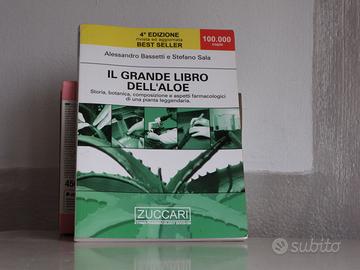 4ª EDIZIONE
rivista ed aggiornata
BEST SELLER
100.000
copie
Alessandro Bassetti e Stefano Sala
IL GRANDE LIBRO
DELL'ALOE
Storia, botanica, composizione e aspetti farmacologici
di una pianta leggendaria.
ZUCCARI
subito